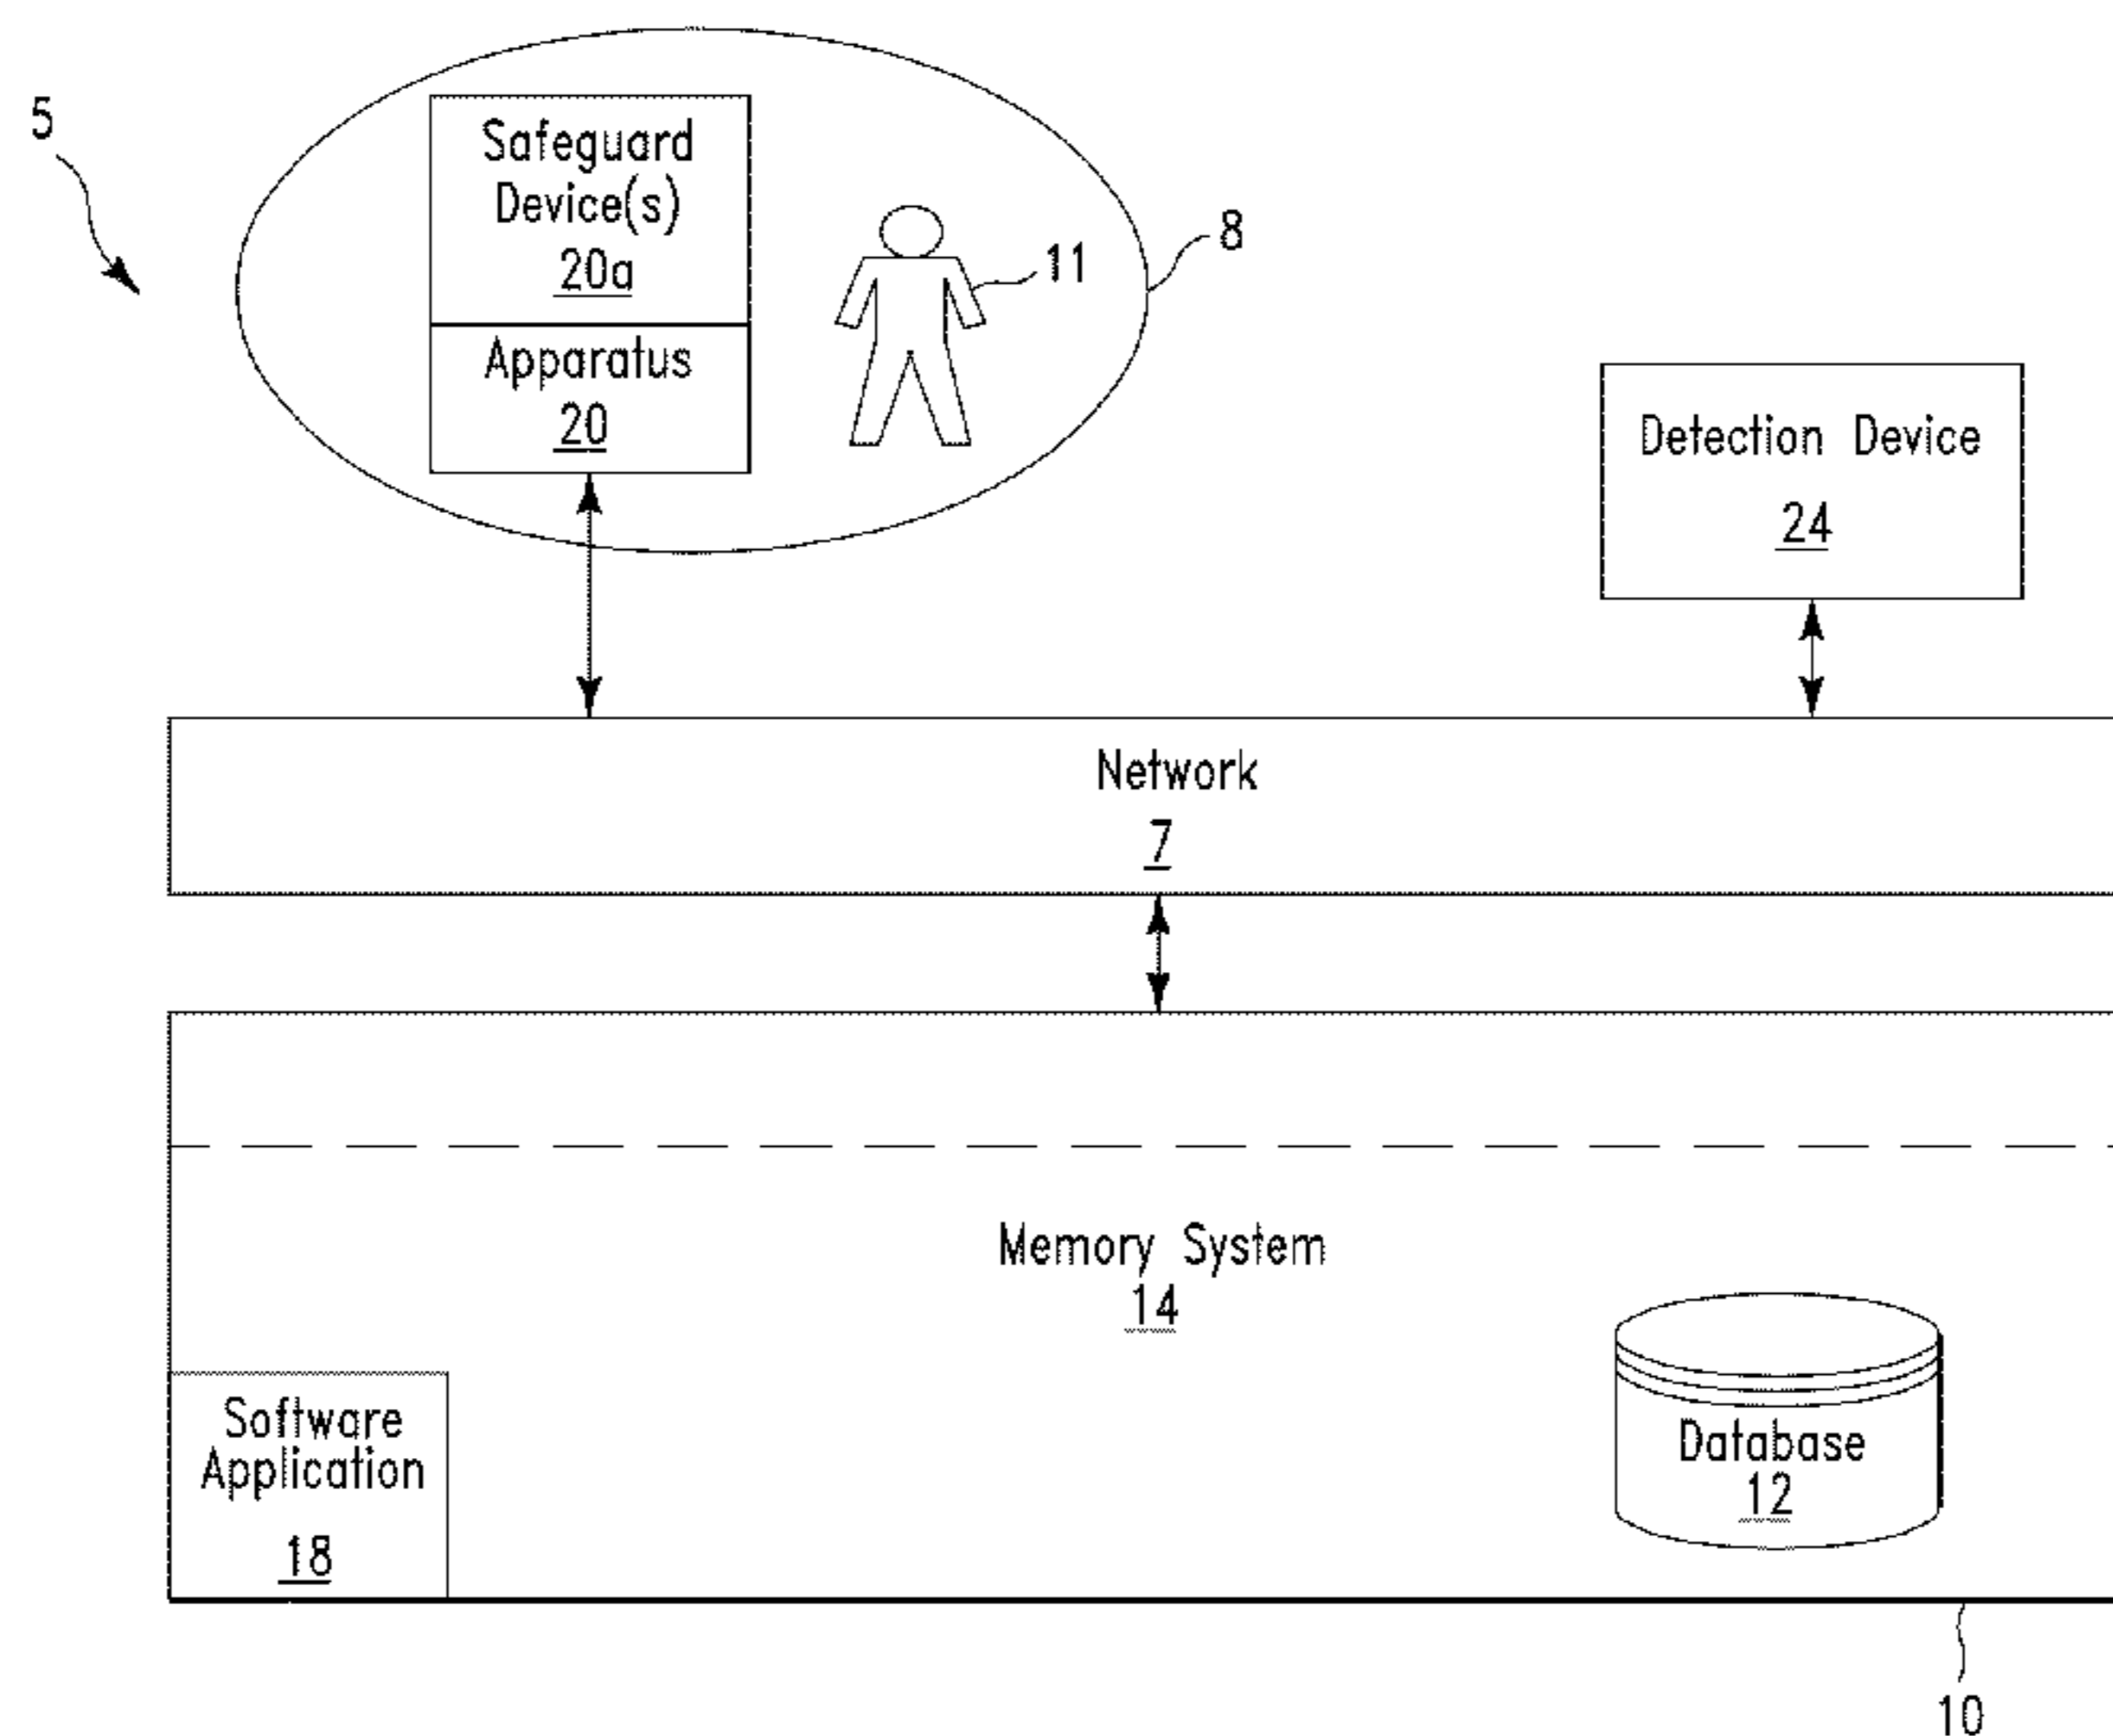 5
Safeguard
Device(s)
20a
Apparatus
20
11
8
Detection Device
24
Network
7
Memory System
14
Software
Application
18
Database
12
10